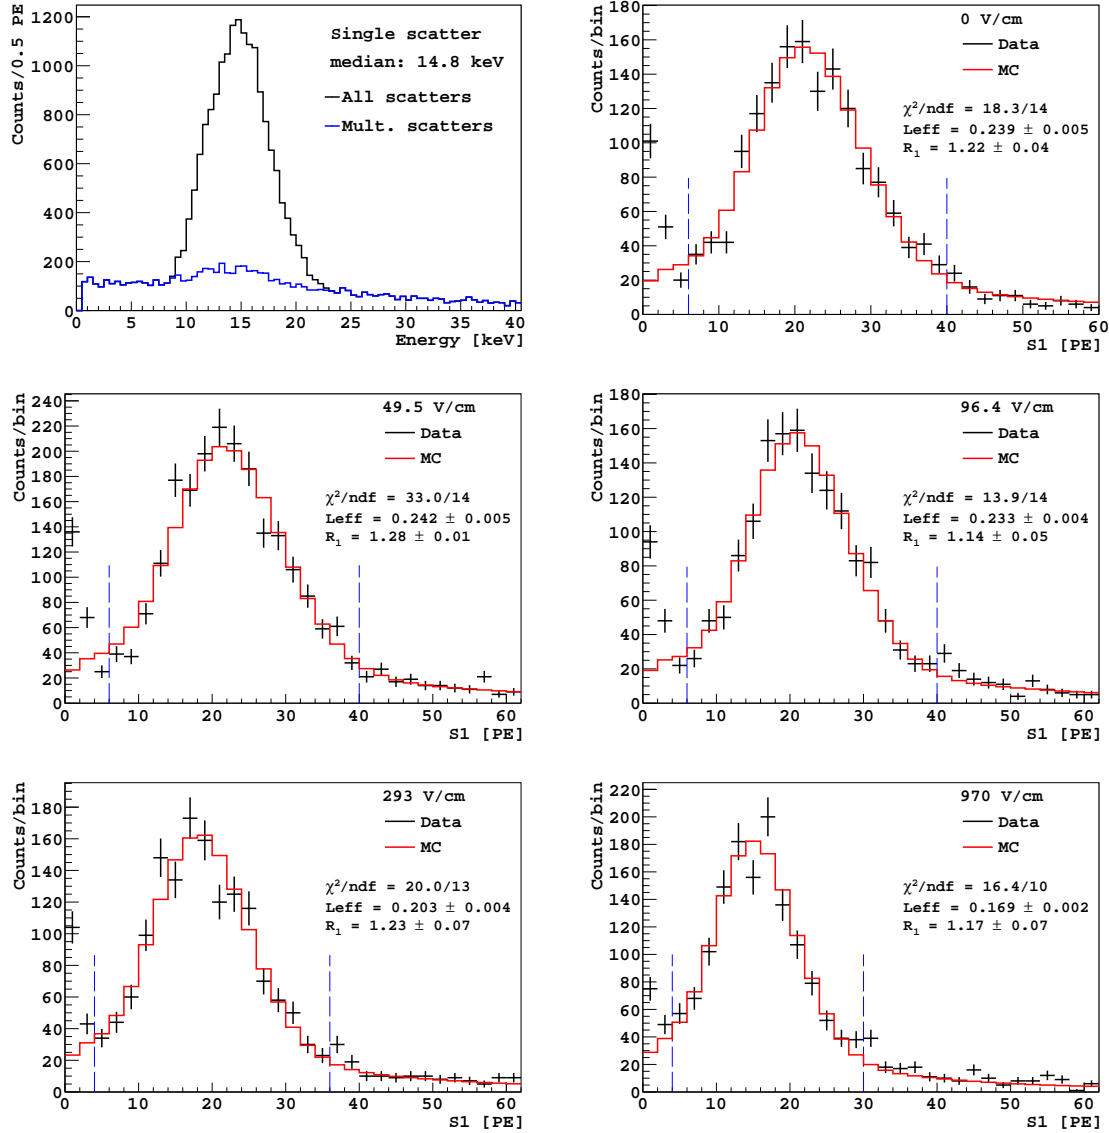 Counts/0.5 PE
1200
1000
800
600
400
200
0
0 5 10 15 20 25 30 35 40
Energy [keV]
Single scatter
median: 14.8 keV
All scatters
Mult. scatters
Counts/bin
180
160
140
120
100
80
60
40
20
0
0 10 20 30 40 50 60
S1 [PE]
0 V/cm
Data
MC
χ²/ndf = 18.3/14
Leff = 0.239 ± 0.005
R₁ = 1.22 ± 0.04
Counts/bin
240
220
200
180
160
140
120
100
80
60
40
20
0
0 10 20 30 40 50 60
S1 [PE]
49.5 V/cm
Data
MC
χ²/ndf = 33.0/14
Leff = 0.242 ± 0.005
R₁ = 1.28 ± 0.01
Counts/bin
180
160
140
120
100
80
60
40
20
0
0 10 20 30 40 50 60
S1 [PE]
96.4 V/cm
Data
MC
χ²/ndf = 13.9/14
Leff = 0.233 ± 0.004
R₁ = 1.14 ± 0.05
Counts/bin
180
160
140
120
100
80
60
40
20
0
0 10 20 30 40 50 60
S1 [PE]
293 V/cm
Data
MC
χ²/ndf = 20.0/13
Leff = 0.203 ± 0.004
R₁ = 1.23 ± 0.07
Counts/bin
220
200
180
160
140
120
100
80
60
40
20
0
0 10 20 30 40 50 60
S1 [PE]
970 V/cm
Data
MC
χ²/ndf = 16.4/10
Leff = 0.169 ± 0.002
R₁ = 1.17 ± 0.07